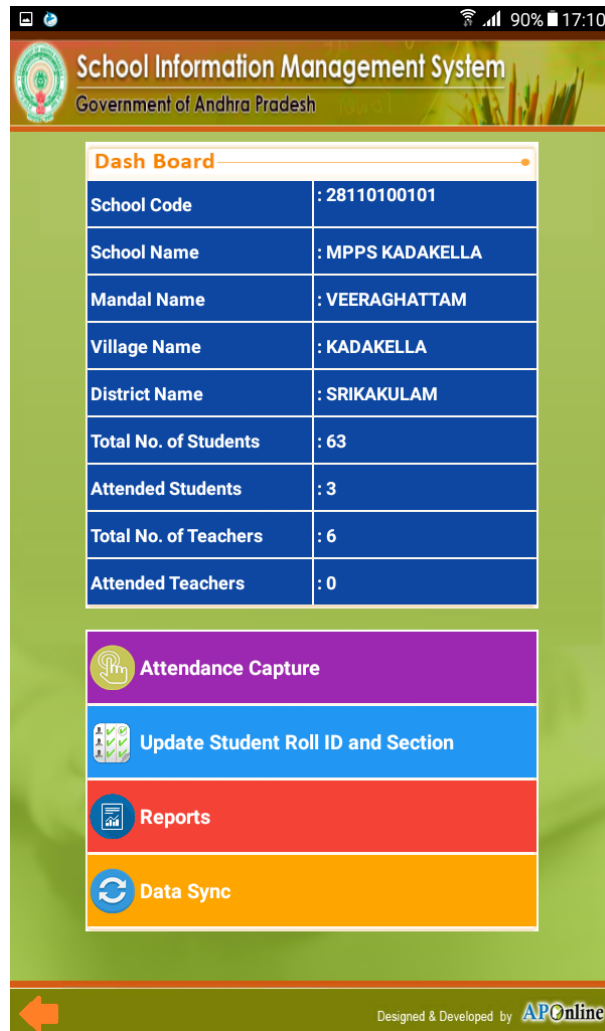 90% 17:10
School Information Management System
Government of Andhra Pradesh
Dash Board
School Code : 28110100101
School Name : MPPS KADAKELLA
Mandal Name : VEERAGHATTAM
Village Name : KADAKELLA
District Name : SRIKAKULAM
Total No. of Students : 63
Attended Students : 3
Total No. of Teachers : 6
Attended Teachers : 0
Attendance Capture
Update Student Roll ID and Section
Reports
Data Sync
Designed & Developed by APOnline